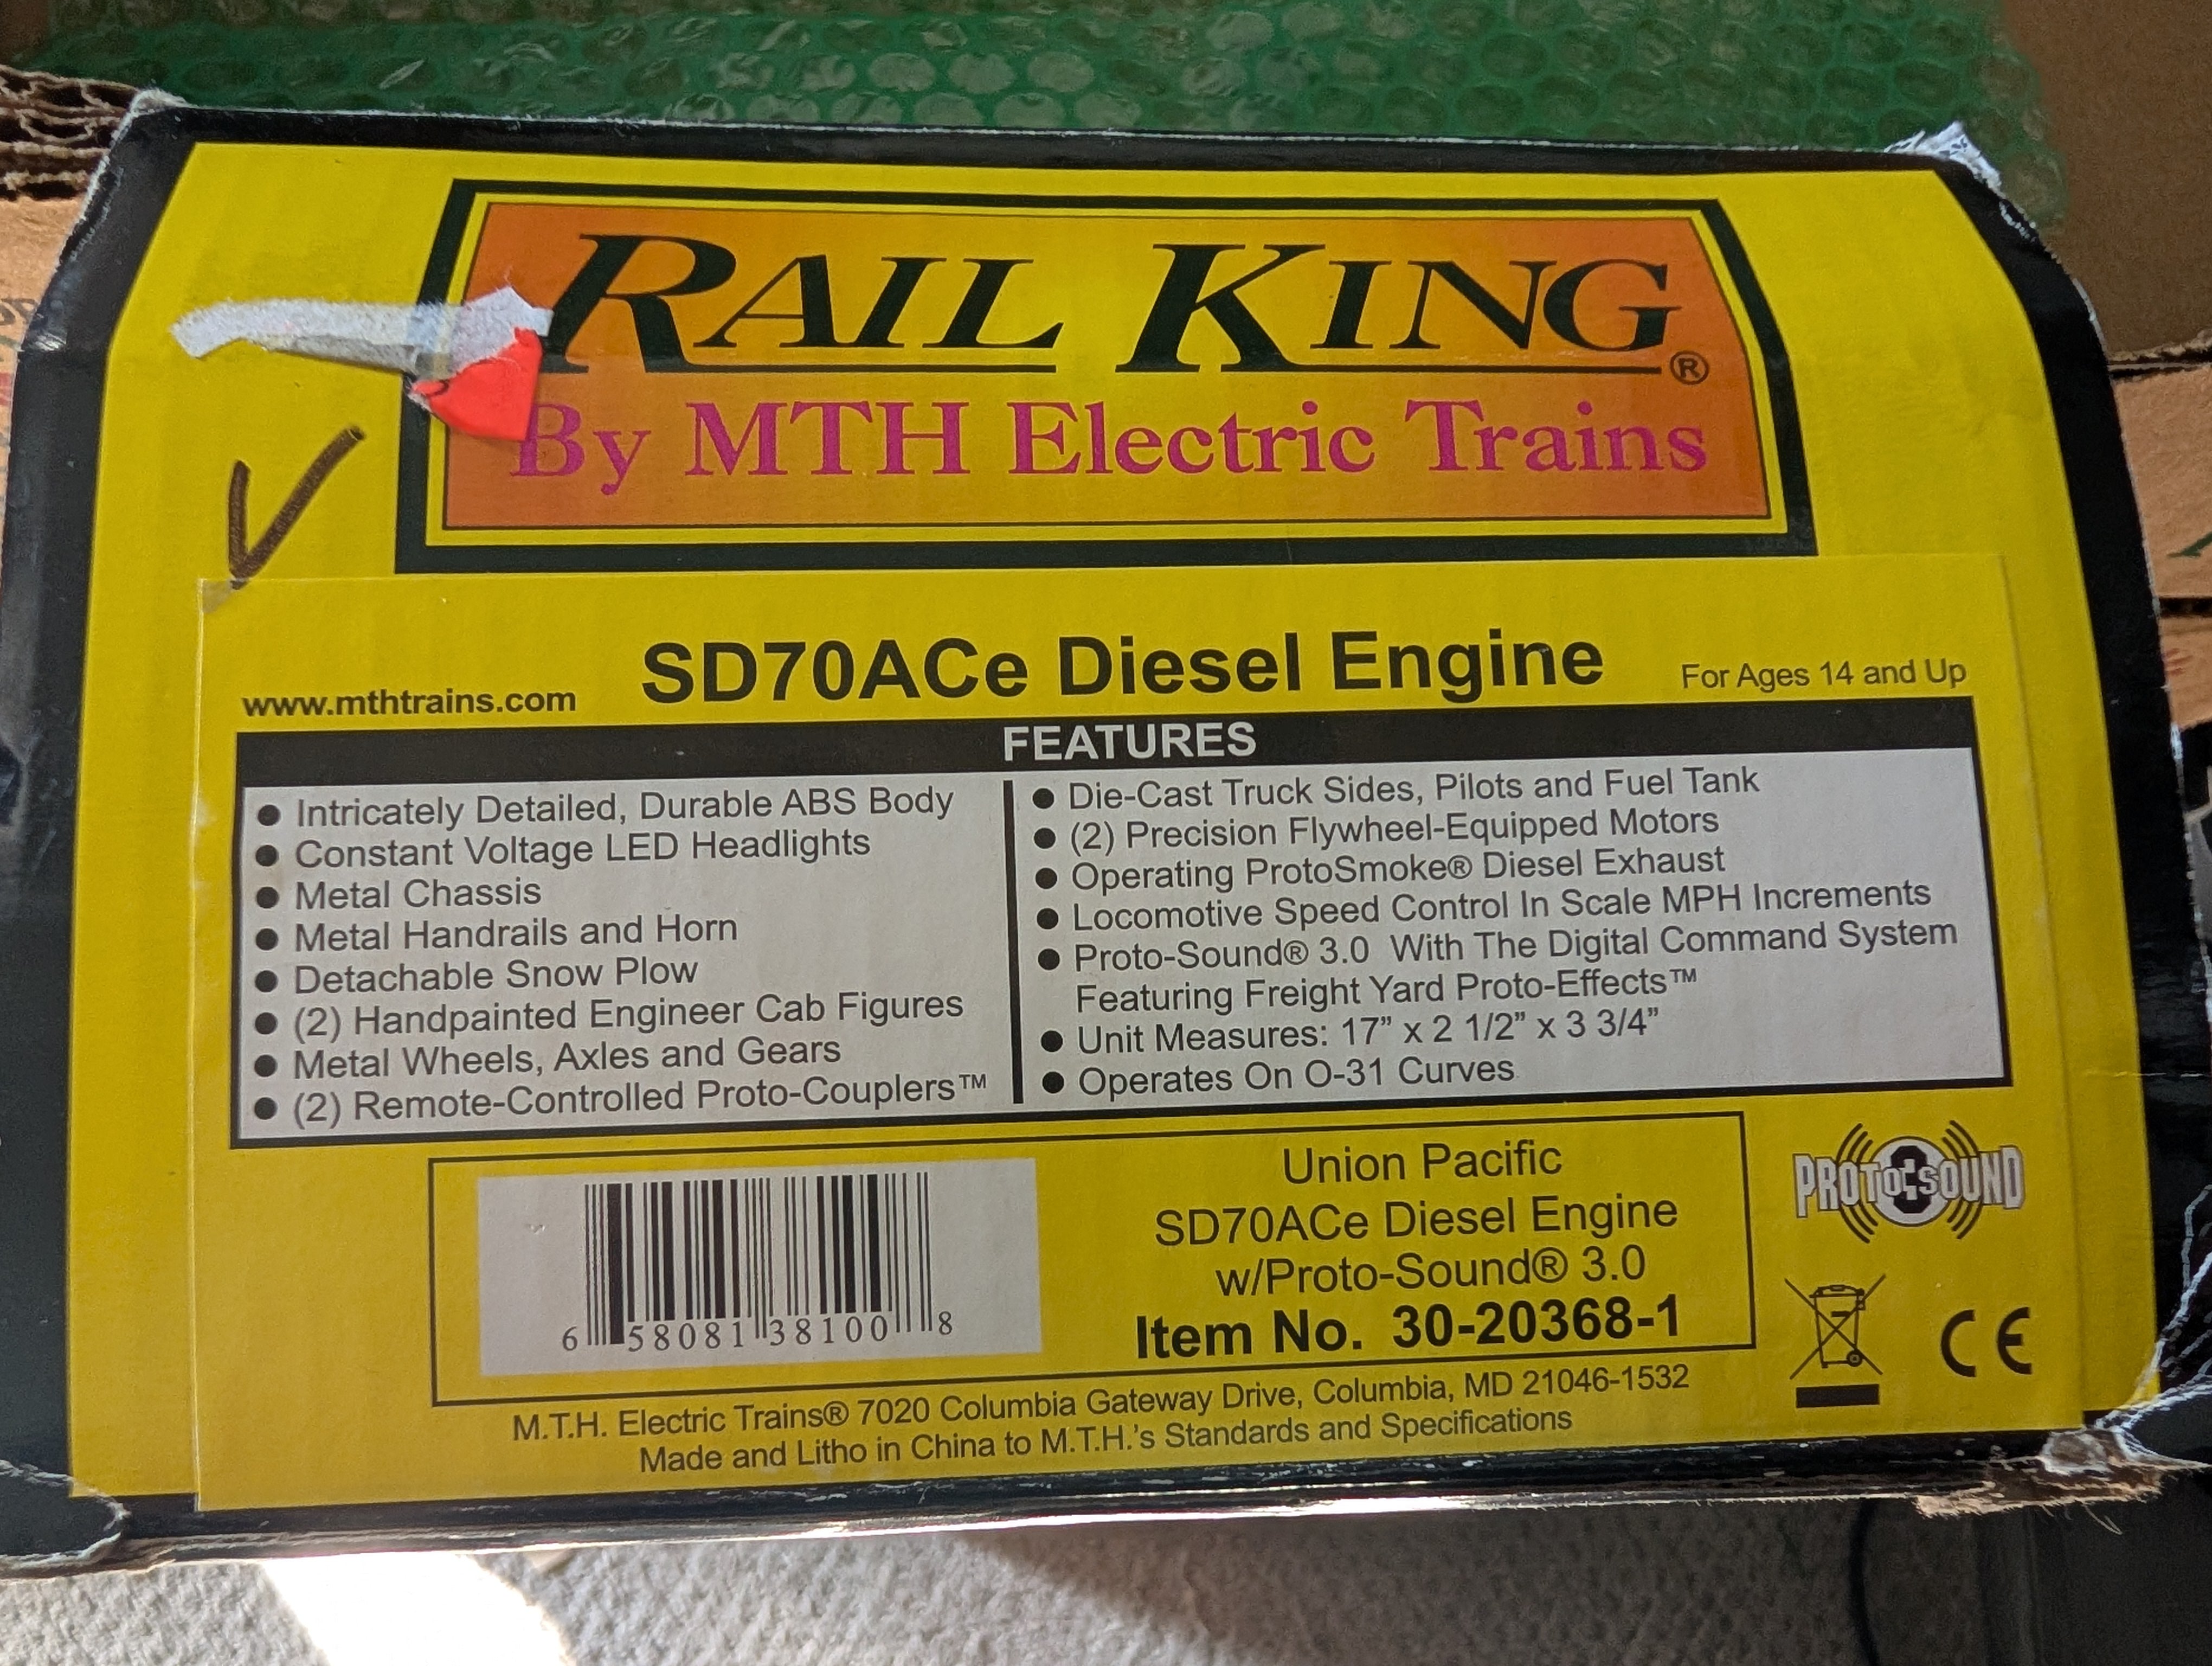 RAIL KING®
By MTH Electric Trains
SD70ACe Diesel Engine
www.mthtrains.com
For Ages 14 and Up
FEATURES
● Intricately Detailed, Durable ABS Body
● Constant Voltage LED Headlights
● Metal Chassis
● Metal Handrails and Horn
● Detachable Snow Plow
● (2) Handpainted Engineer Cab Figures
● Metal Wheels, Axles and Gears
● (2) Remote-Controlled Proto-Couplers™
● Die-Cast Truck Sides, Pilots and Fuel Tank
● (2) Precision Flywheel-Equipped Motors
● Operating ProtoSmoke® Diesel Exhaust
● Locomotive Speed Control In Scale MPH Increments
● Proto-Sound® 3.0 With The Digital Command System
Featuring Freight Yard Proto-Effects™
● Unit Measures: 17” x 2 1/2” x 3 3/4”
● Operates On O-31 Curves
6 58081 38100 8
Union Pacific
SD70ACe Diesel Engine
w/Proto-Sound® 3.0
Item No. 30-20368-1
PROTO 3 SOUND
CE
M.T.H. Electric Trains® 7020 Columbia Gateway Drive, Columbia, MD 21046-1532
Made and Litho in China to M.T.H.'s Standards and Specifications